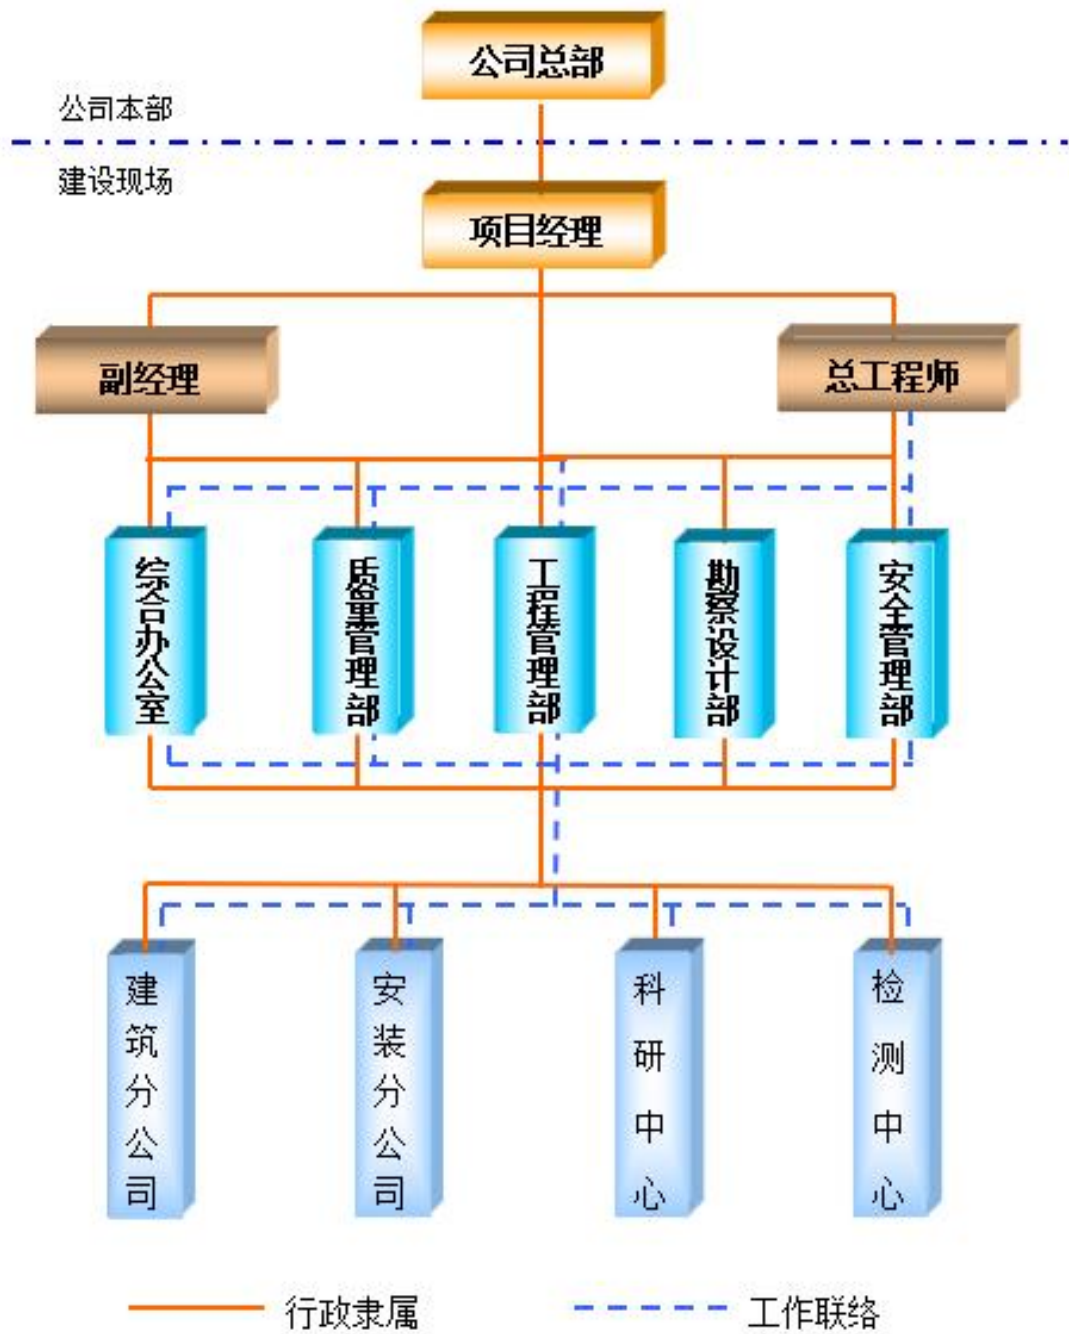 公司总部
公司本部
建设现场
项目经理
副经理
总工程师
综合办公室
质量管理部
工程管理部
勘察设计部
安全管理部
建筑分公司
安装分公司
科研中心
检测中心
行政隶属
工作联络